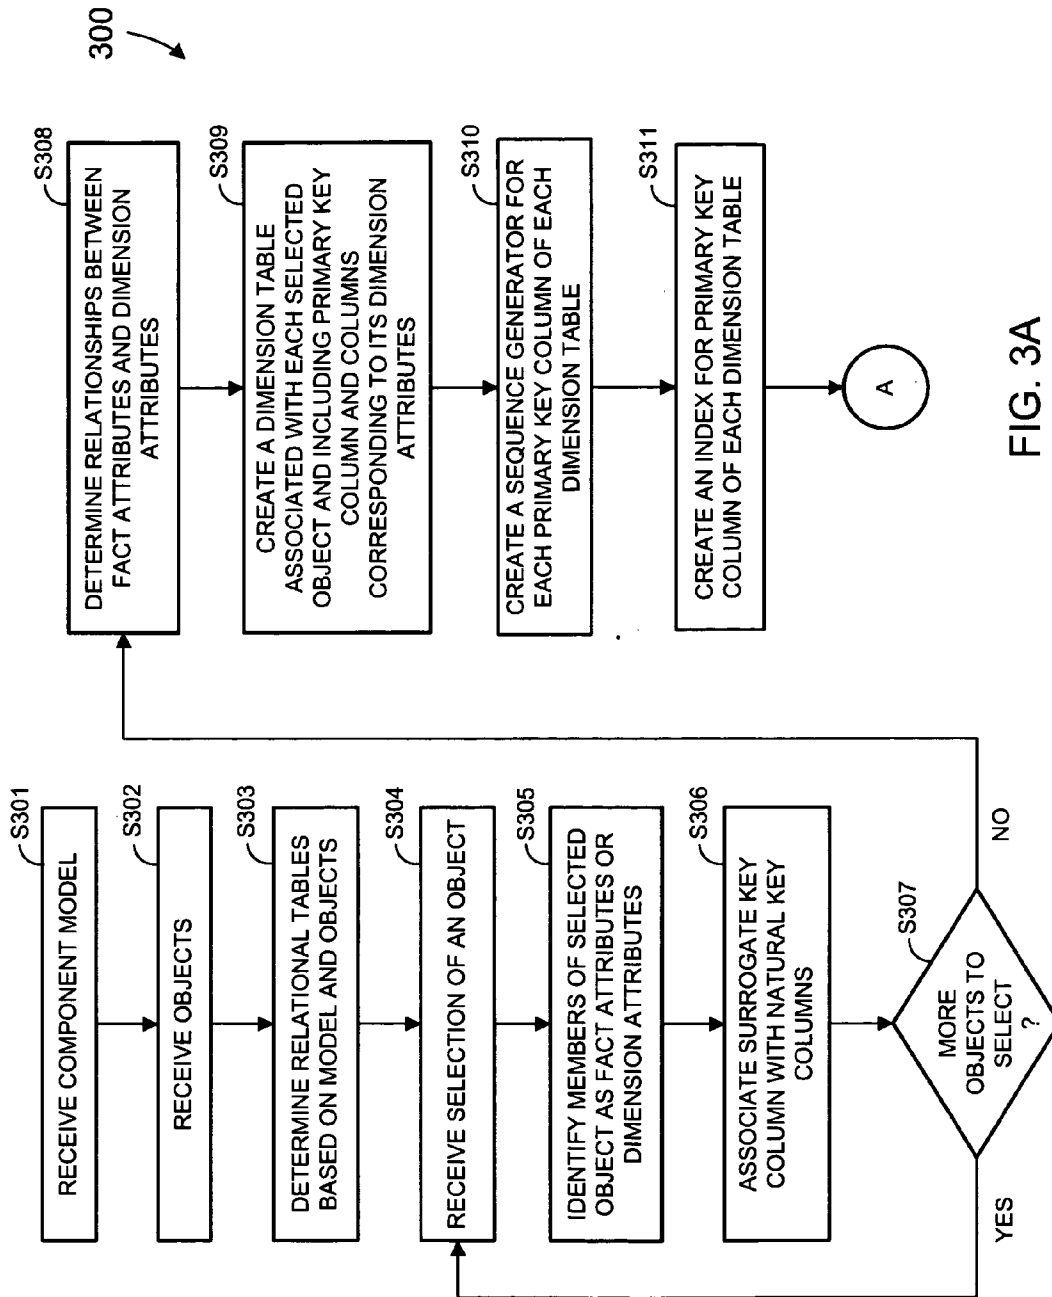 300
S301
RECEIVE COMPONENT MODEL
S302
RECEIVE OBJECTS
S303
DETERMINE RELATIONAL TABLES
BASED ON MODEL AND OBJECTS
S304
RECEIVE SELECTION OF AN OBJECT
S305
IDENTIFY MEMBERS OF SELECTED
OBJECT AS FACT ATTRIBUTES OR
DIMENSION ATTRIBUTES
S306
ASSOCIATE SURROGATE KEY
COLUMN WITH NATURAL KEY
COLUMNS
S307
MORE
OBJECTS TO
SELECT
?
YES
NO
S308
DETERMINE RELATIONSHIPS BETWEEN
FACT ATTRIBUTES AND DIMENSION
ATTRIBUTES
S309
CREATE A DIMENSION TABLE
ASSOCIATED WITH EACH SELECTED
OBJECT AND INCLUDING PRIMARY KEY
COLUMN AND COLUMNS
CORRESPONDING TO ITS DIMENSION
ATTRIBUTES
S310
CREATE A SEQUENCE GENERATOR FOR
EACH PRIMARY KEY COLUMN OF EACH
DIMENSION TABLE
S311
CREATE AN INDEX FOR PRIMARY KEY
COLUMN OF EACH DIMENSION TABLE
A
FIG. 3A